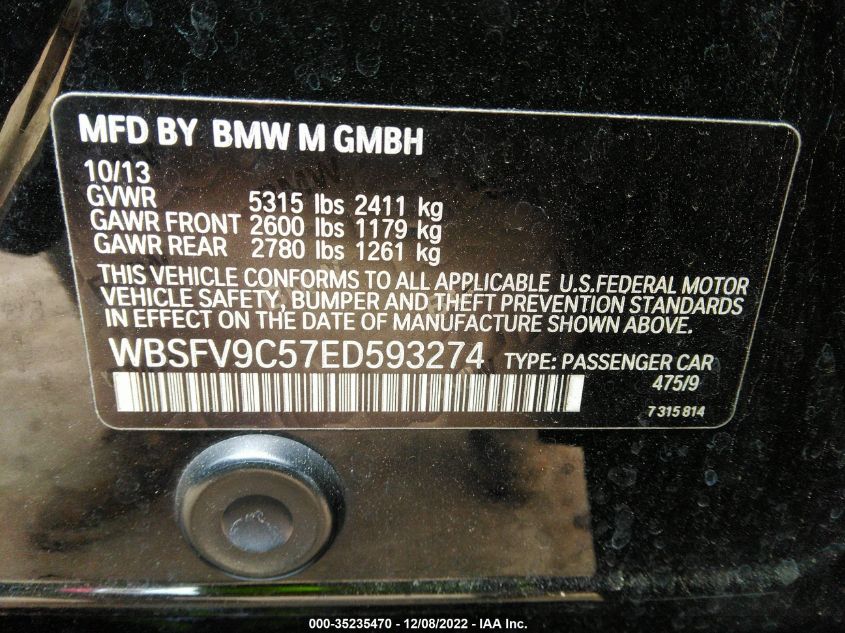 MFD BY BMW M GMBH
10/13
GVWR 5315 lbs 2411 kg
GAWR FRONT 2600 lbs 1179 kg
GAWR REAR 2780 lbs 1261 kg
THIS VEHICLE CONFORMS TO ALL APPLICABLE U.S.FEDERAL MOTOR
VEHICLE SAFETY, BUMPER AND THEFT PREVENTION STANDARDS
IN EFFECT ON THE DATE OF MANUFACTURE SHOWN ABOVE.
WBSFV9C57ED593274 TYPE: PASSENGER CAR
475/9
7 315 814
000-35235470 - 12/08/2022 - IAA Inc.